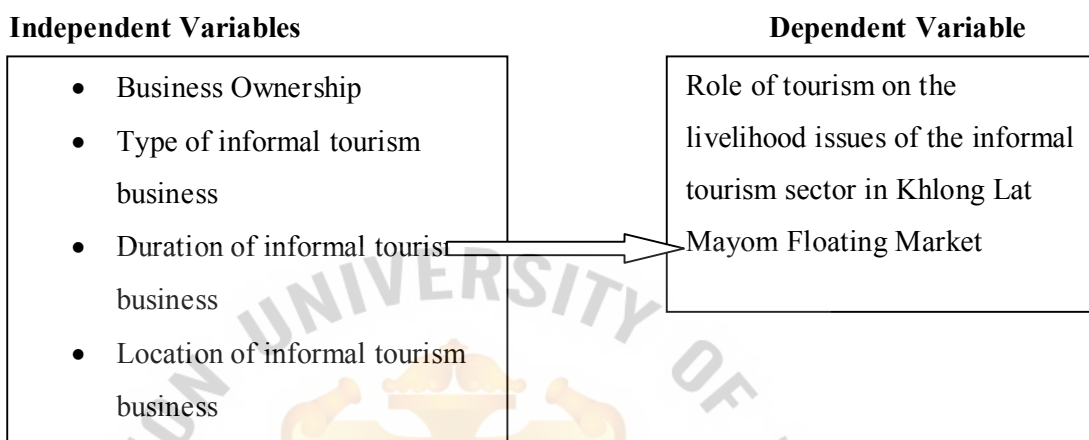 Independent Variables
Dependent Variable
• Business Ownership
• Type of informal tourism
business
• Duration of informal touris
business
• Location of informal tourism
business
Role of tourism on the
livelihood issues of the informal
tourism sector in Khlong Lat
Mayom Floating Market
UNIVERSITY OF